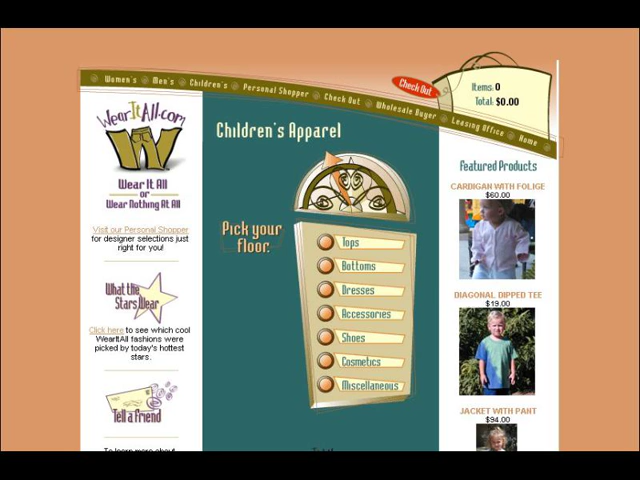 Women's Men's Children's Personal Shopper Check Out Wholesale Buyer Leasing Office Home
Check Out
Items: 0
Total: $0.00
WearItAll.com
W
Wear It All
or
Wear Nothing At All
Visit our Personal Shopper
for designer selections just
right for you!
What the
Stars Wear
Click here to see which cool
WearItAll fashions were
picked by today's hottest
stars.
Tell a Friend
To learn more about
Children's Apparel
Pick your
floor.
Tops
Bottoms
Dresses
Accessories
Shoes
Cosmetics
Miscellaneous
Featured Products
CARDIGAN WITH FOLIGE
$60.00
DIAGONAL DIPPED TEE
$19.00
JACKET WITH PANT
$94.00